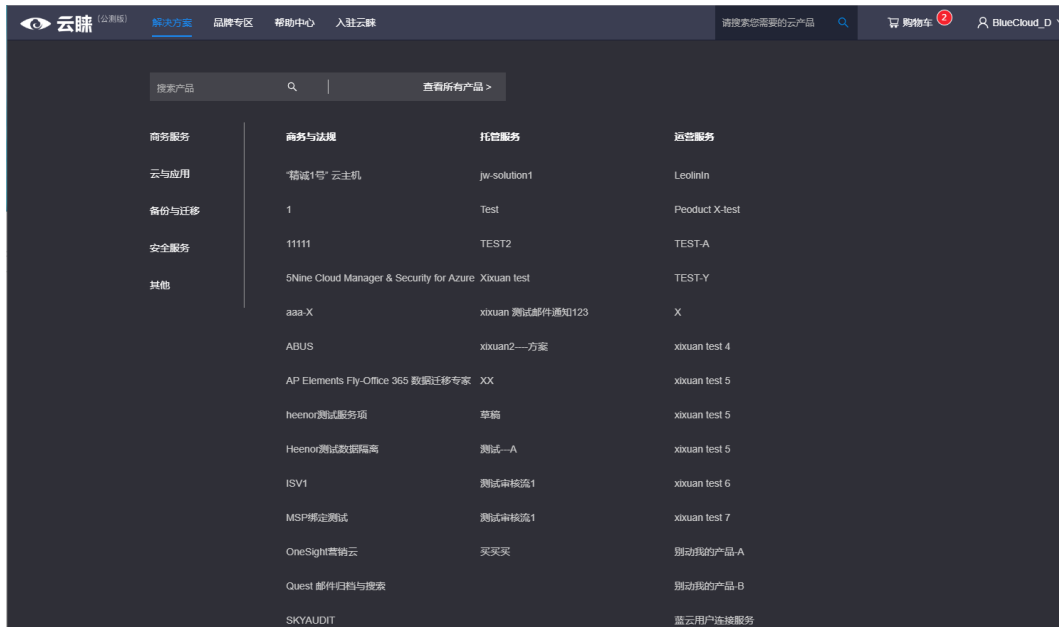 云睐 (公测版) 解决方案 品牌专区 帮助中心 入驻云睐 请搜索您需要的云产品 购物车 2 BlueCloud_D
搜索产品 查看所有产品 >
商务服务
云与应用
备份与迁移
安全服务
其他
商务与法规
“精诚1号” 云主机
1
11111
5Nine Cloud Manager & Security for Azure
aaa-X
ABUS
AP Elements Fly-Office 365 数据迁移专家
heenor测试服务项
Heenor测试数据隔离
ISV1
MSP绑定测试
OneSight营销云
Quest 邮件归档与搜索
SKYAUDIT
托管服务
jw-solution1
Test
TEST2
Xixuan test
xixuan 测试邮件通知123
xixuan2----方案
XX
草稿
测试---A
测试审核流1
测试审核流1
买买买
运营服务
LeolinIn
Peoduct X-test
TEST-A
TEST-Y
X
xixuan test 4
xixuan test 5
xixuan test 5
xixuan test 5
xixuan test 6
xixuan test 7
别动我的产品-A
别动我的产品-B
蓝云用户连接服务